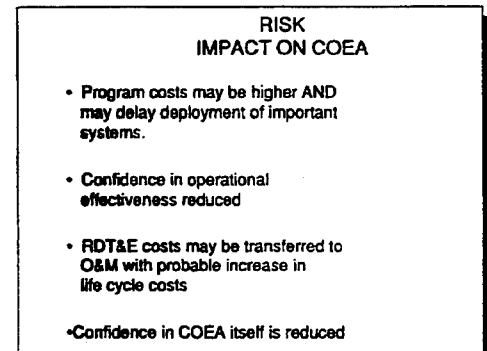 RISK
IMPACT ON COEA
• Program costs may be higher AND
may delay deployment of important
systems.
• Confidence in operational
effectiveness reduced
• RDT&E costs may be transferred to
O&M with probable increase in
life cycle costs
•Confidence in COEA itself is reduced